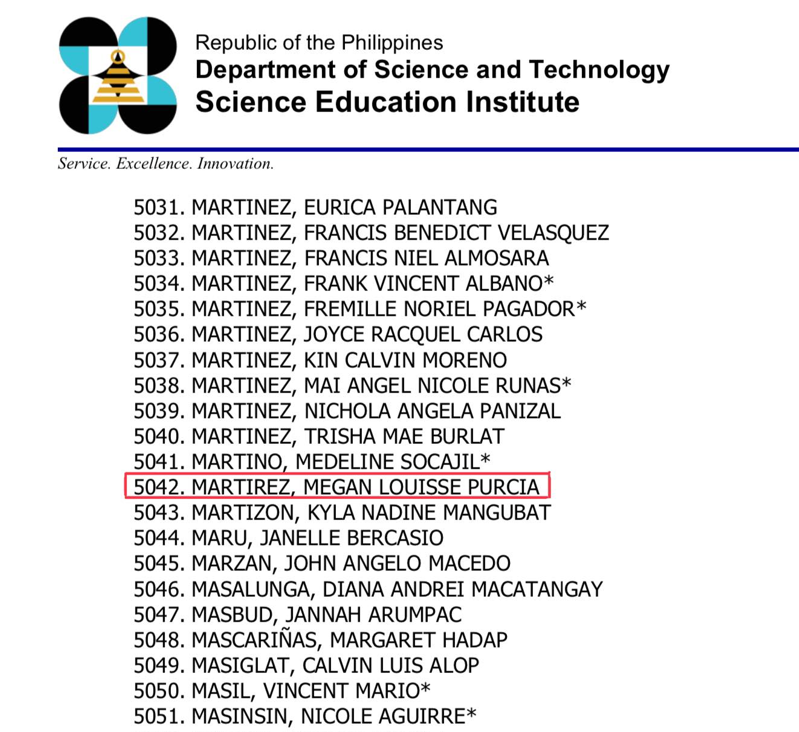 Republic of the Philippines
Department of Science and Technology
Science Education Institute
Service. Excellence. Innovation.
5031. MARTINEZ, EURICA PALANTANG
5032. MARTINEZ, FRANCIS BENEDICT VELASQUEZ
5033. MARTINEZ, FRANCIS NIEL ALMOSARA
5034. MARTINEZ, FRANK VINCENT ALBANO*
5035. MARTINEZ, FREMILLE NORIEL PAGADOR*
5036. MARTINEZ, JOYCE RACQUEL CARLOS
5037. MARTINEZ, KIN CALVIN MORENO
5038. MARTINEZ, MAI ANGEL NICOLE RUNAS*
5039. MARTINEZ, NICHOLA ANGELA PANIZAL
5040. MARTINEZ, TRISHA MAE BURLAT
5041. MARTINO, MEDELINE SOCAJIL*
5042. MARTIREZ, MEGAN LOUISSE PURCIA
5043. MARTIZON, KYLA NADINE MANGUBAT
5044. MARU, JANELLE BERCASIO
5045. MARZAN, JOHN ANGELO MACEDO
5046. MASALUNGA, DIANA ANDREI MACATANGAY
5047. MASBUD, JANNAH ARUMPAC
5048. MASCARIÑAS, MARGARET HADAP
5049. MASIGLAT, CALVIN LUIS ALOP
5050. MASIL, VINCENT MARIO*
5051. MASINSIN, NICOLE AGUIRRE*